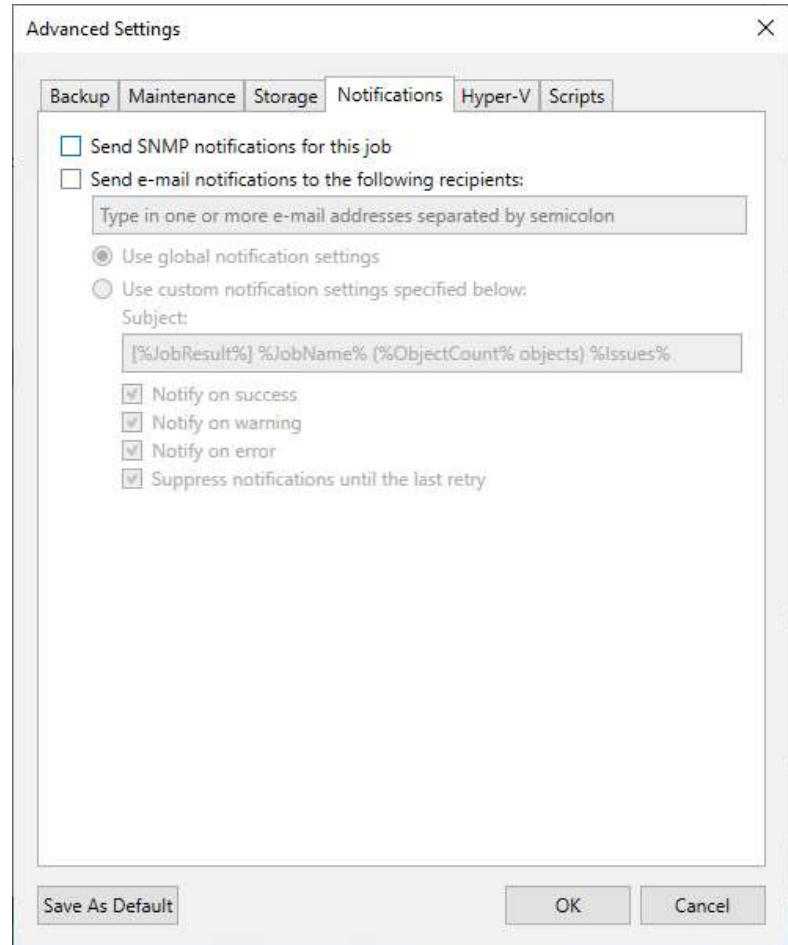 Advanced Settings
Backup Maintenance Storage Notifications Hyper-V Scripts
Send SNMP notifications for this job
Send e-mail notifications to the following recipients:
Type in one or more e-mail addresses separated by semicolon
Use global notification settings
Use custom notification settings specified below:
Subject:
[%JobResult%] %JobName% (%ObjectCount% objects) %Issues%
Notify on success
Notify on warning
Notify on error
Suppress notifications until the last retry
Save As Default OK Cancel